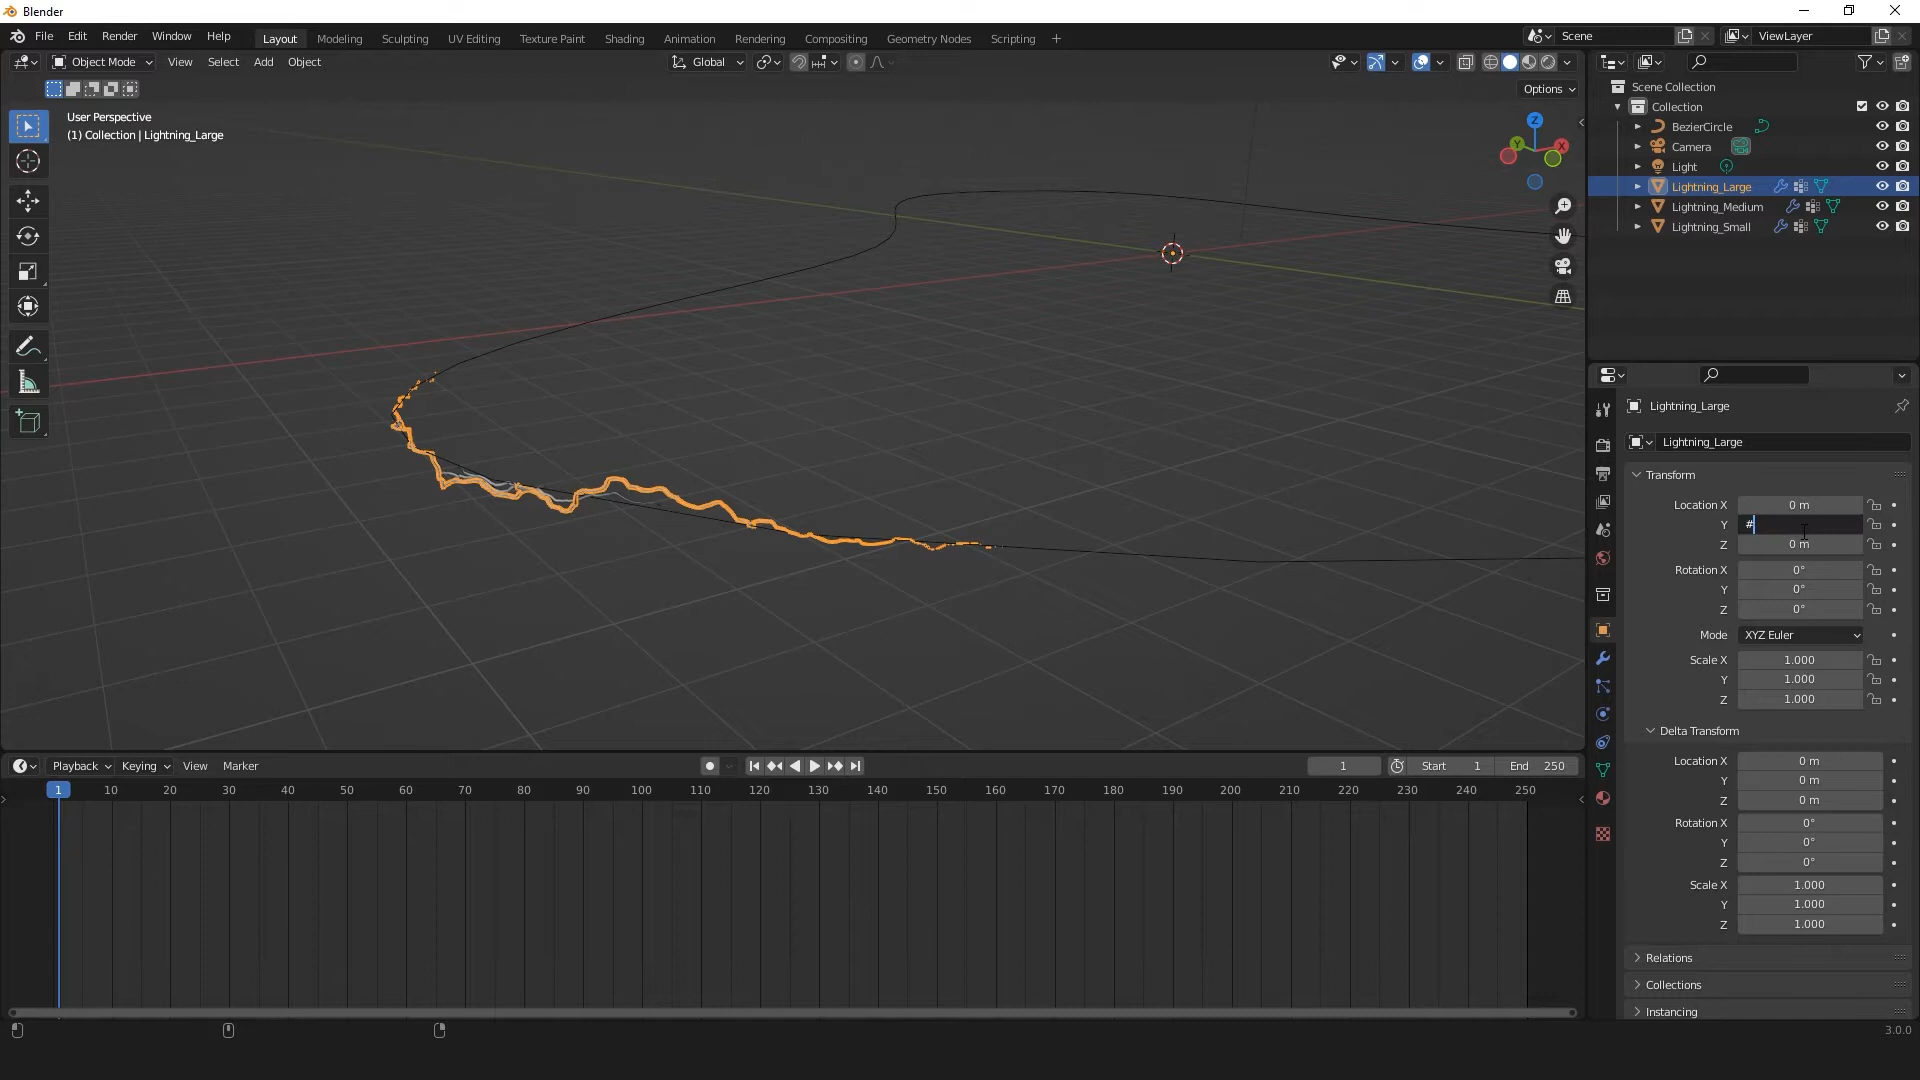 Blender
File Edit Render Window Help Layout Modeling Sculpting UV Editing Texture Paint Shading Animation Rendering Compositing Geometry Nodes Scripting + Scene ViewLayer
Object Mode View Select Add Object Global
Options
User Perspective
(1) Collection | Lightning_Large
Z
Y
X
Scene Collection
Collection
BezierCircle
Camera
Light
Lightning_Large
Lightning_Medium
Lightning_Small
Lightning_Large
Lightning_Large
Transform
Location X 0 m
Y #
Z 0 m
Rotation X 0°
Y 0°
Z 0°
Mode XYZ Euler
Scale X 1.000
Y 1.000
Z 1.000
Delta Transform
Location X 0 m
Y 0 m
Z 0 m
Rotation X 0°
Y 0°
Z 0°
Scale X 1.000
Y 1.000
Z 1.000
Relations
Collections
Instancing
Playback Keying View Marker 1 Start 1 End 250
1 10 20 30 40 50 60 70 80 90 100 110 120 130 140 150 160 170 180 190 200 210 220 230 240 250
3.0.0